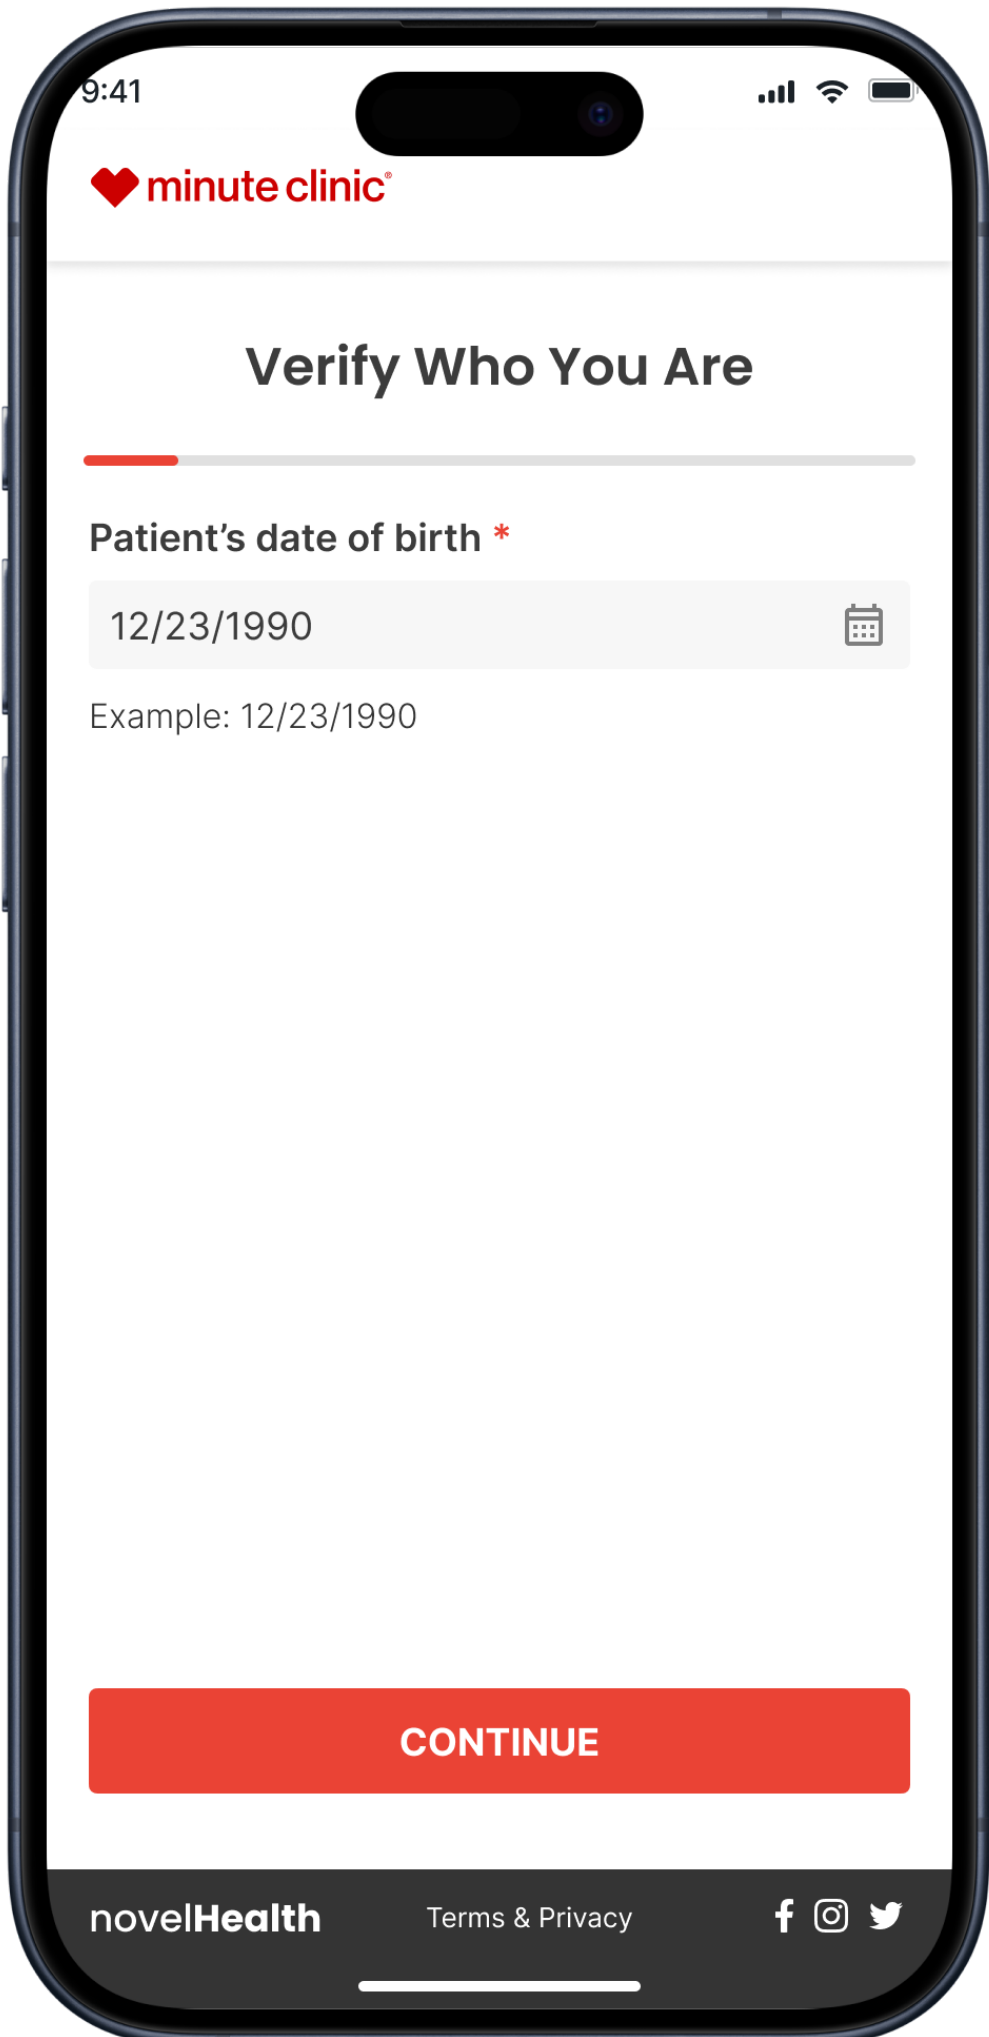 9:41
minute clinic®
Verify Who You Are
Patient’s date of birth *
12/23/1990
Example: 12/23/1990
CONTINUE
novelHealth Terms & Privacy